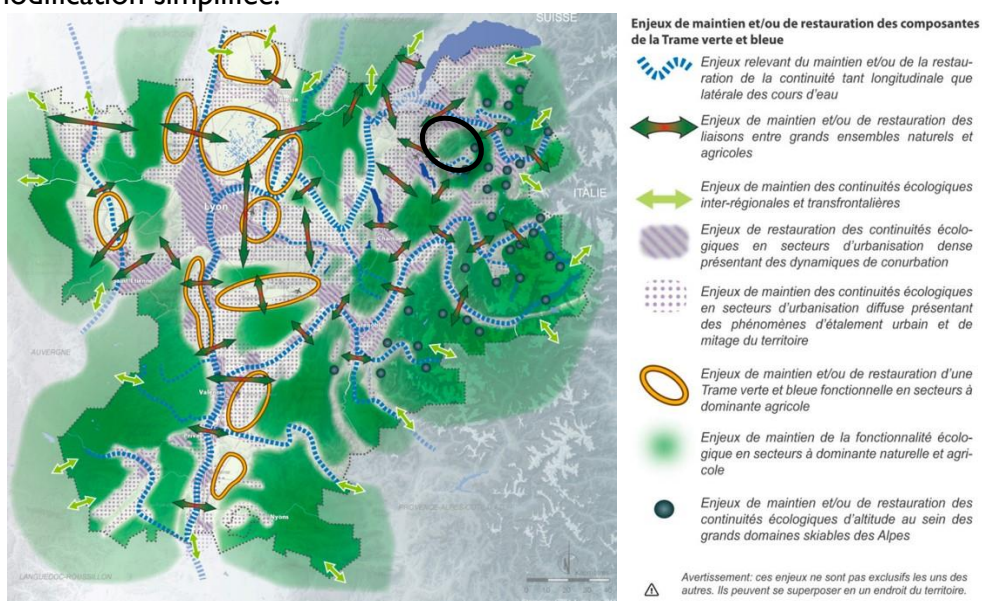 modification simplifiée.
SUISSE
ITALIE
Lyon
AUVERGNE
Nyons
LANGUEDOC-ROUSSILLON
Enjeux de maintien et/ou de restauration des composantes
de la Trame verte et bleue
Enjeux relevant du maintien et/ou de la restau-
ration de la continuité tant longitudinale que
latérale des cours d'eau
Enjeux de maintien et/ou de restauration des
liaisons entre grands ensembles naturels et
agricoles
Enjeux de maintien des continuités écologiques
inter-régionales et transfrontalières
Enjeux de restauration des continuités écolo-
giques en secteurs d'urbanisation dense
présentant des dynamiques de conurbation
Enjeux de maintien des continuités écologiques
en secteurs d'urbanisation diffuse présentant
des phénomènes d'étalement urbain et de
mitage du territoire
Enjeux de maintien et/ou de restauration d'une
Trame verte et bleue fonctionnelle en secteurs à
dominante agricole
Enjeux de maintien de la fonctionnalité écolo-
gique en secteurs à dominante naturelle et agri-
cole
Enjeux de maintien et/ou de restauration des
continuités écologiques d'altitude au sein des
grands domaines skiables des Alpes
Avertissement: ces enjeux ne sont pas exclusifs les uns des
autres. Ils peuvent se superposer en un endroit du territoire.